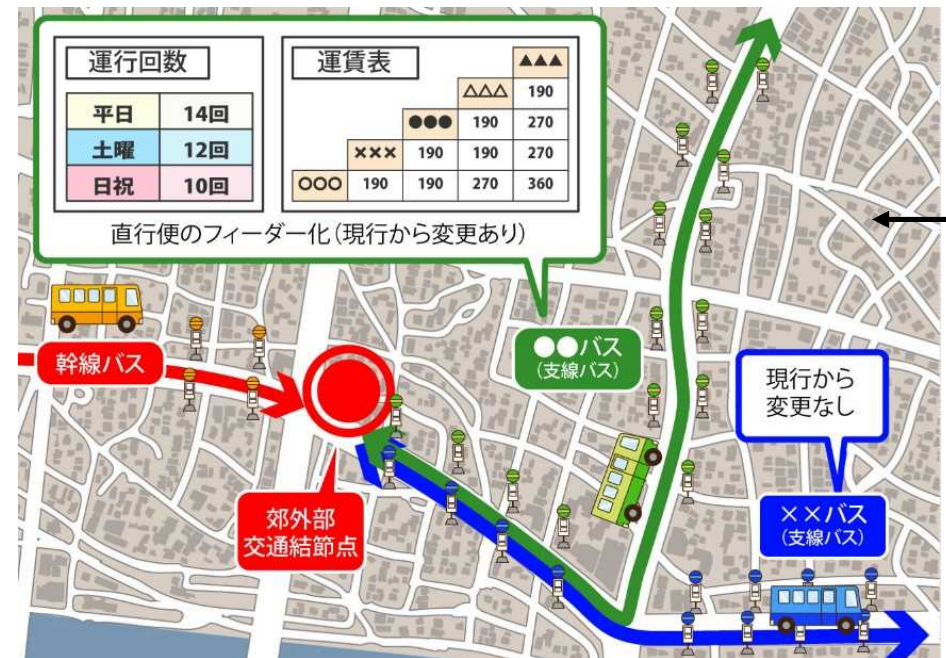 運行回数
平日 14回
土曜 12回
日祝 10回
運賃表
▲▲▲
△△△ 190
●●● 190 270
××× 190 190 270
○○○ 190 190 270 360
直行便のフィーダー化（現行から変更あり）
幹線バス
●●バス
（支線バス）
現行から
変更なし
郊外部
交通結節点
××バス
（支線バス）